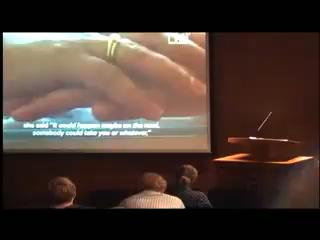 she said "It could happen maybe on the road,
somebody could take you or whatever."